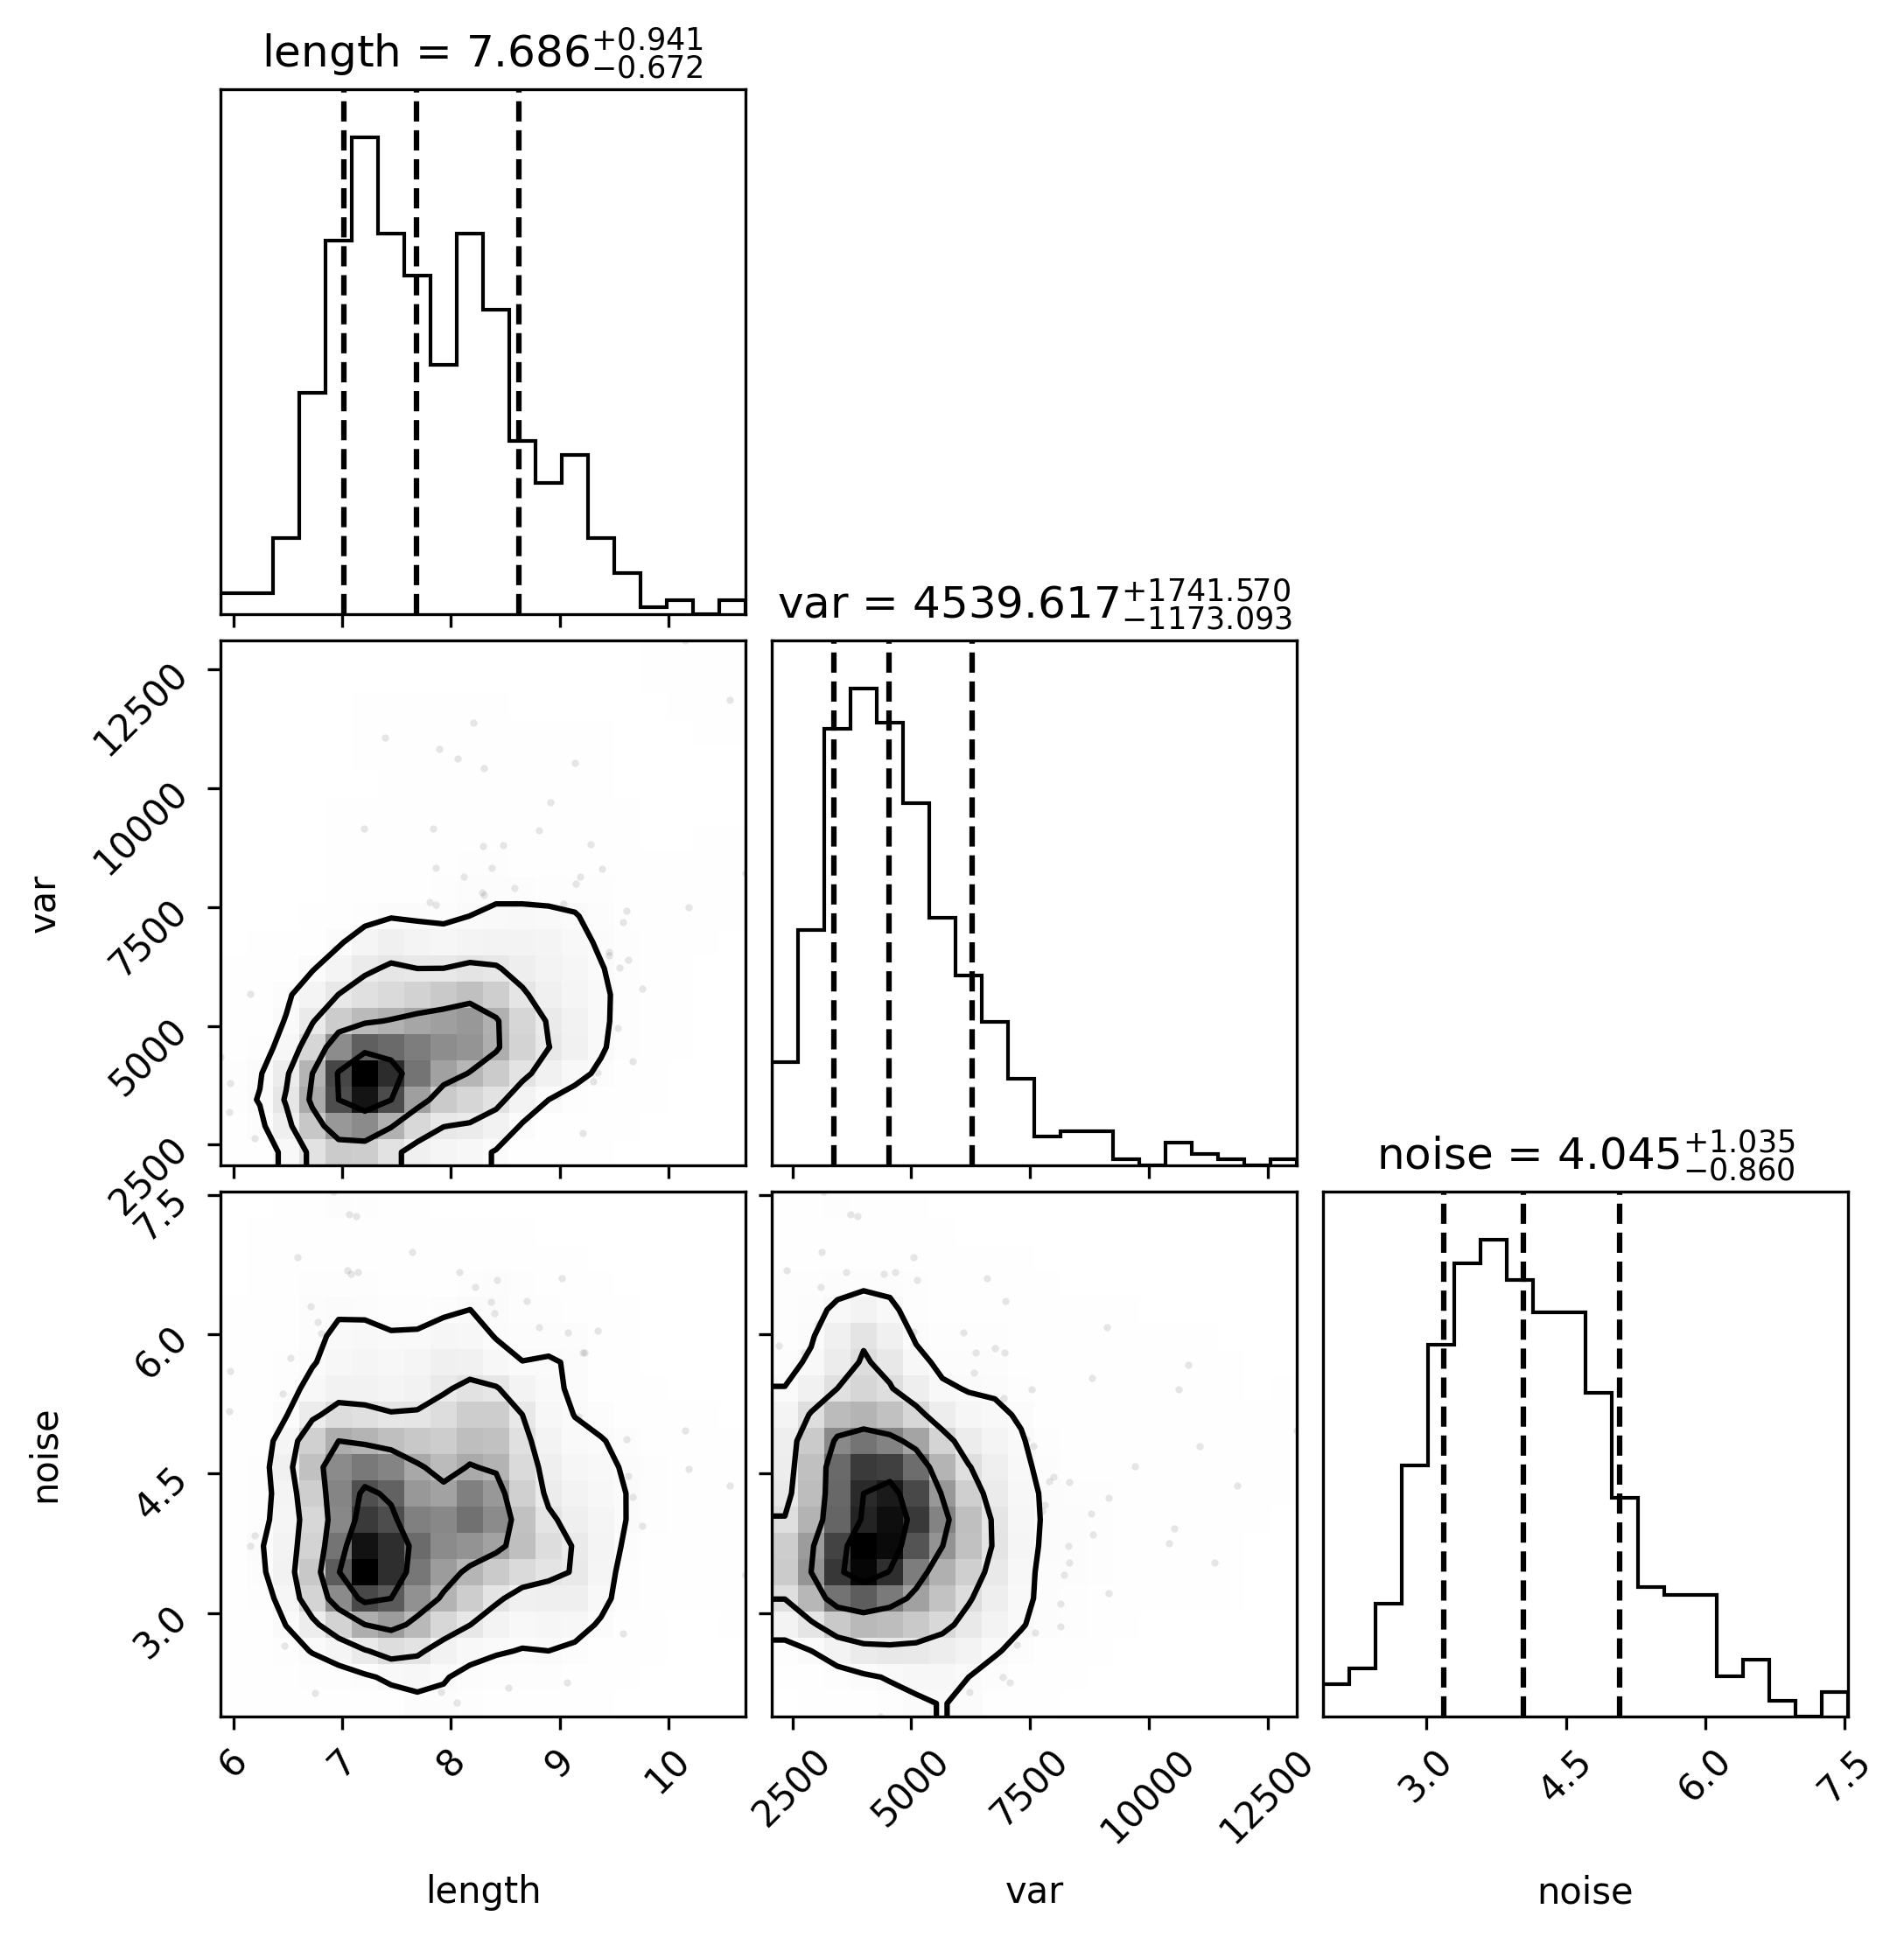 length = 7.686 +0.941 −0.672
var = 4539.617 +1741.570 −1173.093
noise = 4.045 +1.035 −0.860
var
12500
10000
7500
5000
2500
noise
7.5
6.0
4.5
3.0
6 7 8 9 10
2500 5000 7500 10000 12500
3.0 4.5 6.0 7.5
length
var
noise